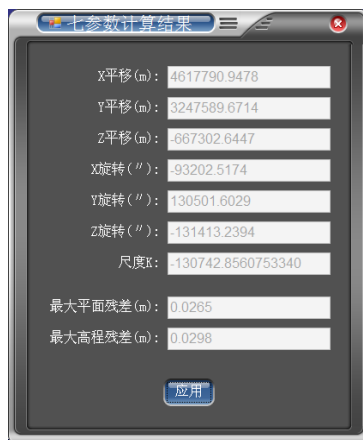 七参数计算结果
X平移(m): 4617790.9478
Y平移(m): 3247589.6714
Z平移(m): -667302.6447
X旋转(″): -93202.5174
Y旋转(″): 130501.6029
Z旋转(″): -131413.2394
尺度K: -130742.8560753340
最大平面残差(m): 0.0265
最大高程残差(m): 0.0298
应用